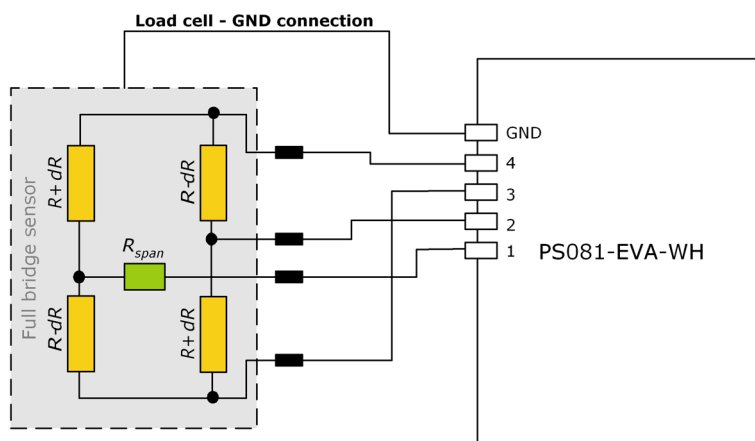 Load cell - GND connection
GND
4
3
2
1
PS081-EVA-WH
Full bridge sensor
R+dR
R-dR
Rspan
R-dR
R+dR